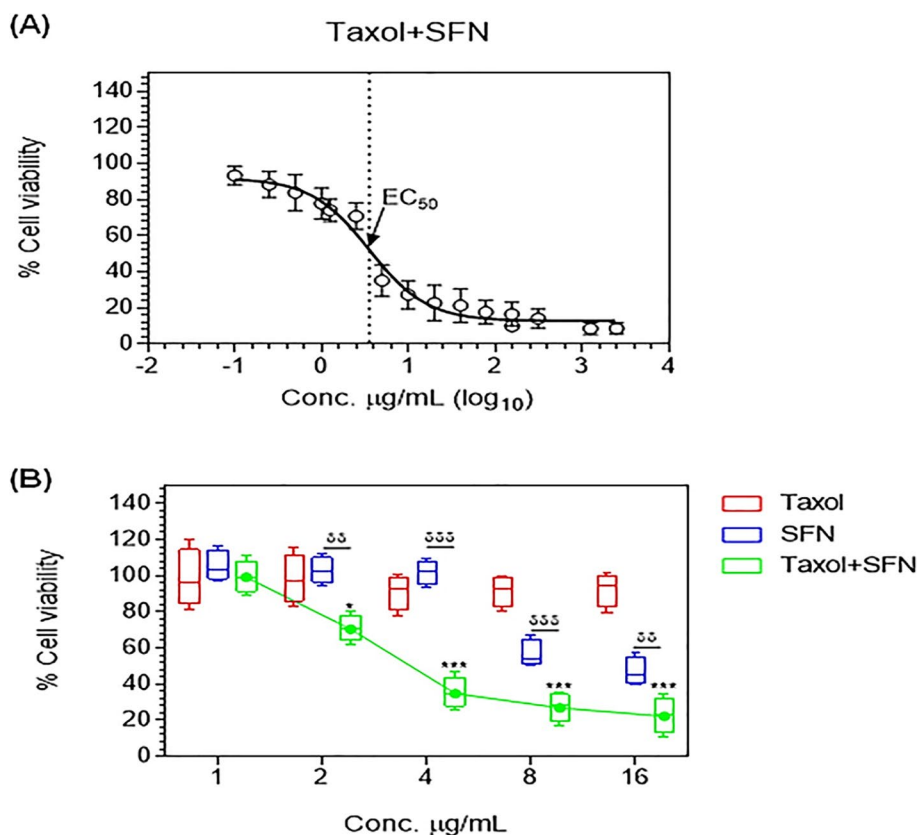 (A)
Taxol+SFN
% Cell viability
140
120
100
80
60
40
20
0
EC₅₀
-2 -1 0 1 2 3 4
Conc. μg/mL (log₁₀)
(B)
% Cell viability
140
120
100
80
60
40
20
0
δδ δδδ
* 
δδδ δδ
*** *** ***
1 2 4 8 16
Conc. μg/mL
Taxol
SFN
Taxol+SFN